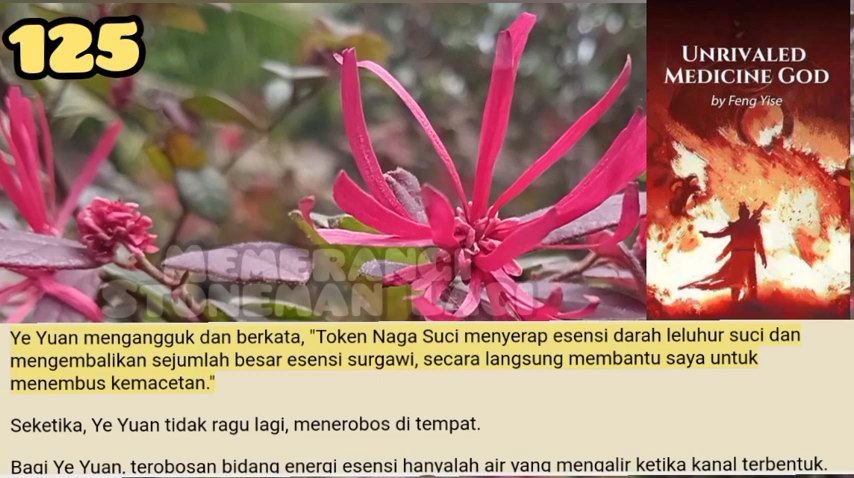 125
UNRIVALED
MEDICINE GOD
by Feng Yise
MEMERANGI
STONEMAN
Ye Yuan mengangguk dan berkata, "Token Naga Suci menyerap esensi darah leluhur suci dan
mengembalikan sejumlah besar esensi surgawi, secara langsung membantu saya untuk
menembus kemacetan."
Seketika, Ye Yuan tidak ragu lagi, menerobos di tempat.
Bagi Ye Yuan, terobosan bidang energi esensi hanyalah air yang mengalir ketika kanal terbentuk.